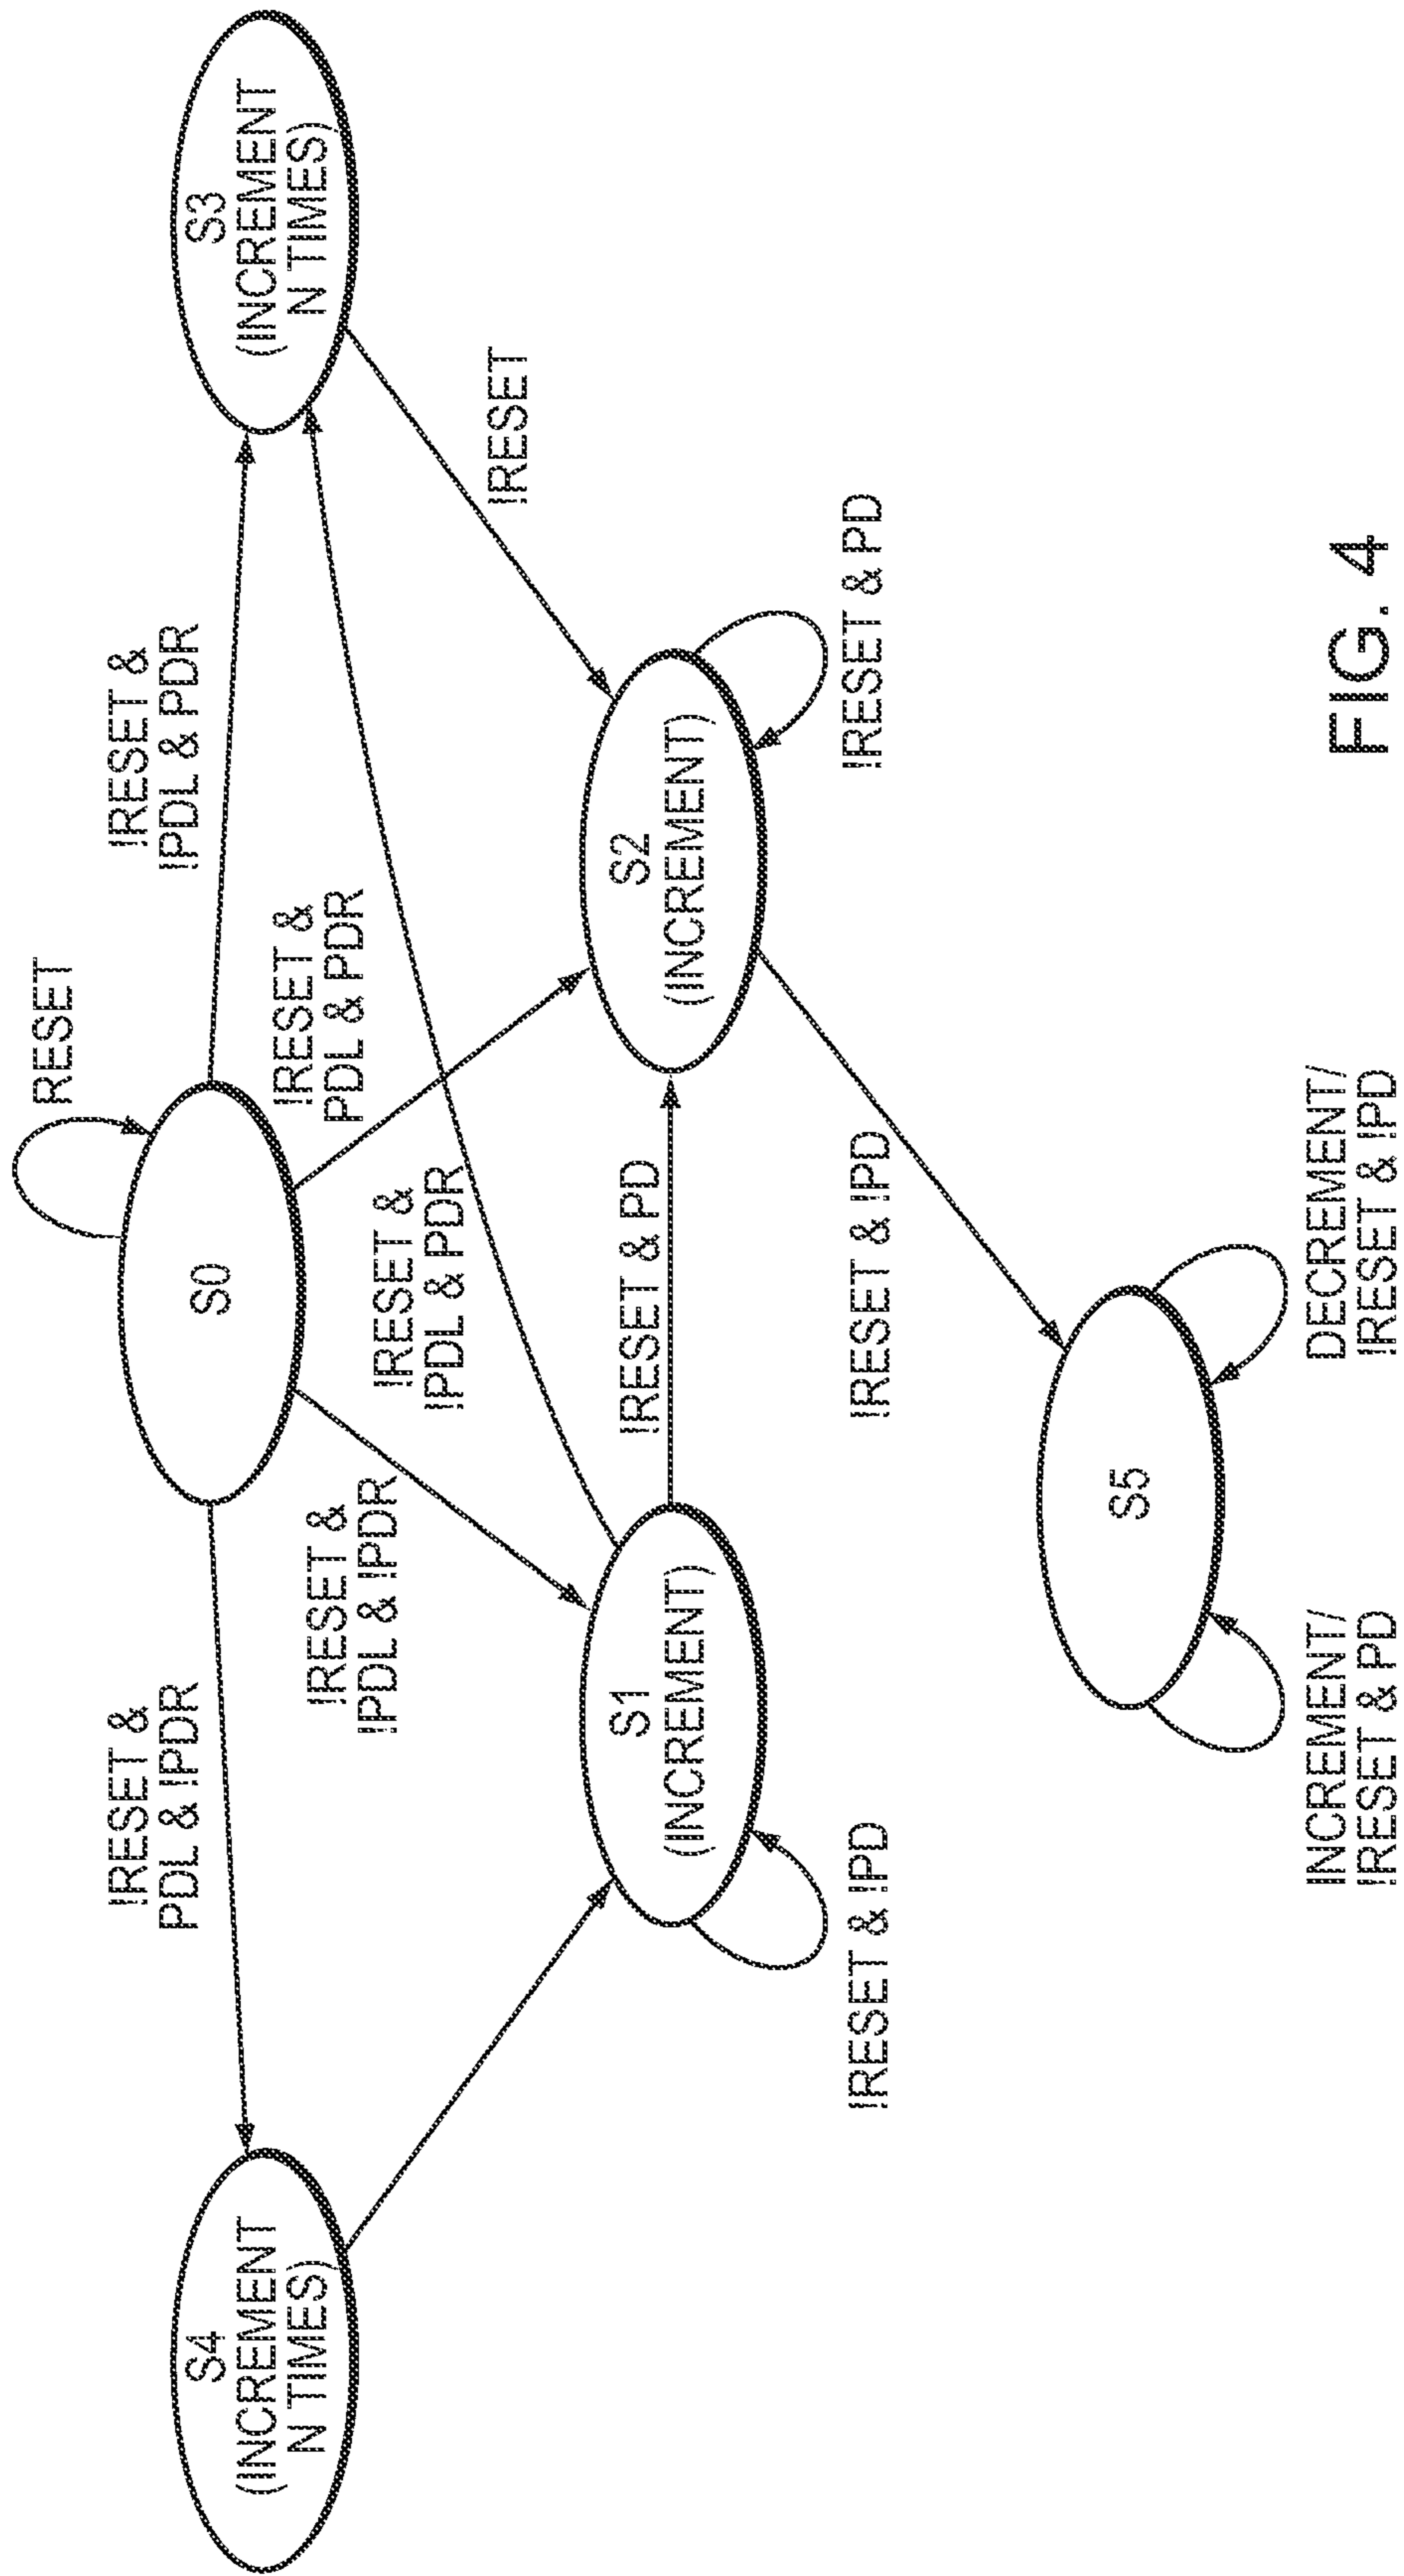 RESET
!RESET &
PDL & !PDR
!RESET &
!PDL & PDR
S4
(INCREMENT
N TIMES)
S0
S3
(INCREMENT
N TIMES)
!RESET &
!PDL & !PDR
!RESET &
!PDL & PDR
!RESET &
PDL & PDR
!RESET
S1
(INCREMENT)
!RESET & PD
S2
(INCREMENT)
!RESET & !PD
!RESET & !PD
!RESET & PD
S5
INCREMENT/
!RESET & PD
DECREMENT/
!RESET & !PD
FIG. 4